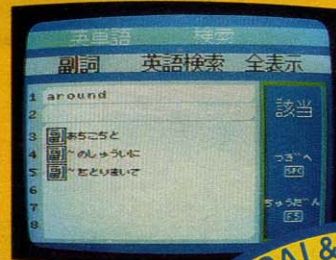 英単語 検索
副詞 英語検索 全表示
1 around
2
3 副 あちこちと
4 副 ~のしゅういに
5 副 ~をとりまいて
6
7
8
該当
つぎへ
SPC
ちゅうだん
F5
&